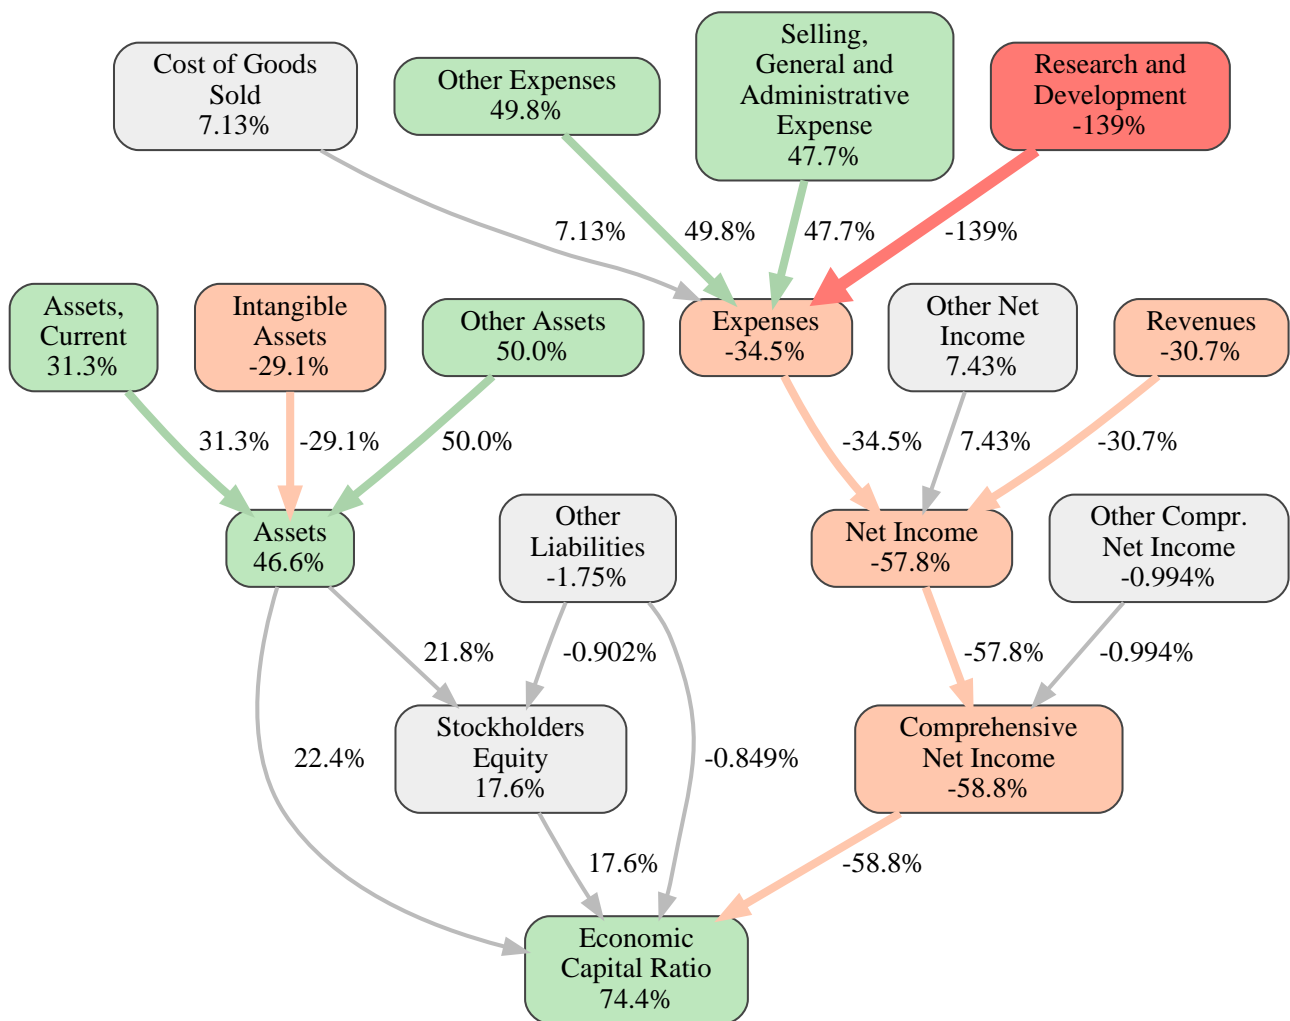 Cost of Goods
Sold
7.13%
Other Expenses
49.8%
Selling,
General and
Administrative
Expense
47.7%
Research and
Development
-139%
7.13%
49.8%
47.7%
-139%
Assets,
Current
31.3%
Intangible
Assets
-29.1%
Other Assets
50.0%
Expenses
-34.5%
Other Net
Income
7.43%
Revenues
-30.7%
31.3%
-29.1%
50.0%
-34.5%
7.43%
-30.7%
Assets
46.6%
Other
Liabilities
-1.75%
Net Income
-57.8%
Other Compr.
Net Income
-0.994%
21.8%
-0.902%
-57.8%
-0.994%
Stockholders
Equity
17.6%
Comprehensive
Net Income
-58.8%
22.4%
-0.849%
17.6%
-58.8%
Economic
Capital Ratio
74.4%